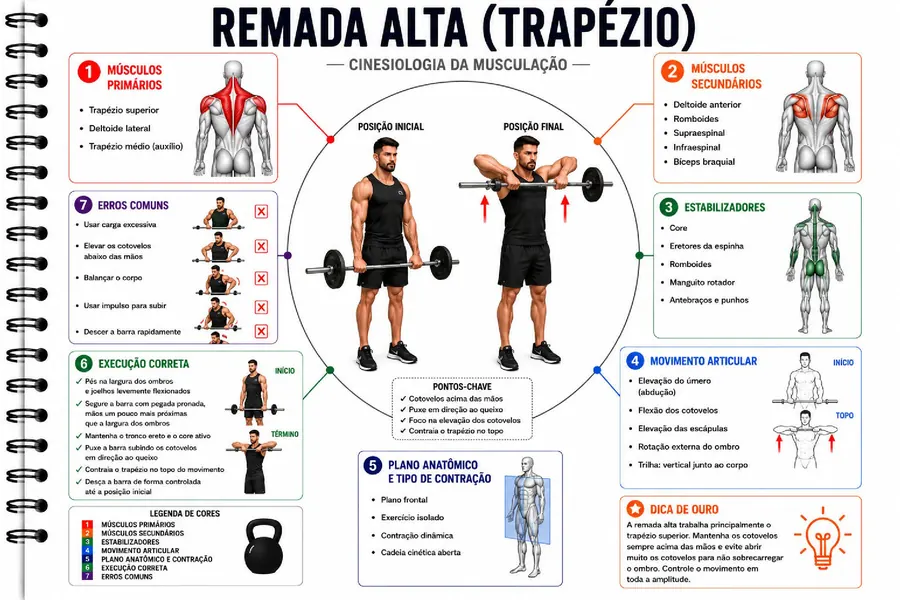 REMADA ALTA (TRAPÉZIO)
CINESIOLOGIA DA MUSCULAÇÃO
1 MÚSCULOS
PRIMÁRIOS
• Trapézio superior
• Deltoide lateral
• Trapézio médio (auxílio)
POSIÇÃO INICIAL
POSIÇÃO FINAL
2 MÚSCULOS
SECUNDÁRIOS
• Deltoide anterior
• Romboides
• Supraespinal
• Infraespinal
• Bíceps braquial
7 ERROS COMUNS
• Usar carga excessiva
• Elevar os cotovelos
abaixo das mãos
• Balançar o corpo
• Usar impulso para subir
• Descer a barra rapidamente
3 ESTABILIZADORES
• Core
• Eretores da espinha
• Romboides
• Manguito rotador
• Antebraços e punhos
6 EXECUÇÃO CORRETA
✓ Pés na largura dos ombros
e joelhos levemente flexionados
✓ Segure a barra com pegada pronada,
mãos um pouco mais próximas
que a largura dos ombros
✓ Mantenha o tronco ereto e o core ativo
✓ Puxe a barra subindo os cotovelos
em direção ao queixo
✓ Contraia o trapézio no topo do movimento
✓ Desça a barra de forma controlada
até a posição inicial
INÍCIO
TÉRMINO
PONTOS-CHAVE
✓ Cotovelos acima das mãos
✓ Puxe em direção ao queixo
✓ Foco na elevação dos cotovelos
✓ Contraia o trapézio no topo
4 MOVIMENTO ARTICULAR
• Elevação do úmero
(abdução)
• Flexão dos cotovelos
• Elevação das escápulas
• Rotação externa do ombro
• Trilha: vertical junto ao corpo
INÍCIO
TOPO
5 PLANO ANATÔMICO
E TIPO DE CONTRAÇÃO
• Plano frontal
• Exercício isolado
• Contração dinâmica
• Cadeia cinética aberta
LEGENDA DE CORES
1 MÚSCULOS PRIMÁRIOS
2 MÚSCULOS SECUNDÁRIOS
3 ESTABILIZADORES
4 MOVIMENTO ARTICULAR
5 PLANO ANATÔMICO E CONTRAÇÃO
6 EXECUÇÃO CORRETA
7 ERROS COMUNS
DICA DE OURO
A remada alta trabalha principalmente o
trapézio superior. Mantenha os cotovelos
sempre acima das mãos e evite abrir
muito os cotovelos para não sobrecarregar
o ombro. Controle o movimento em
toda a amplitude.